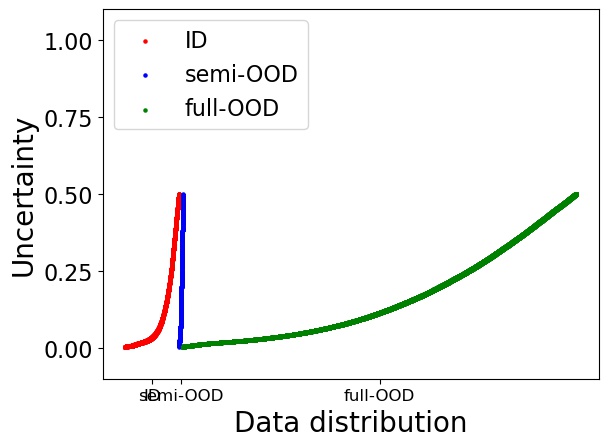 Uncertainty
1.00
0.75
0.50
0.25
0.00
ID
semi-OOD
full-OOD
ID
semi-OOD
full-OOD
Data distribution